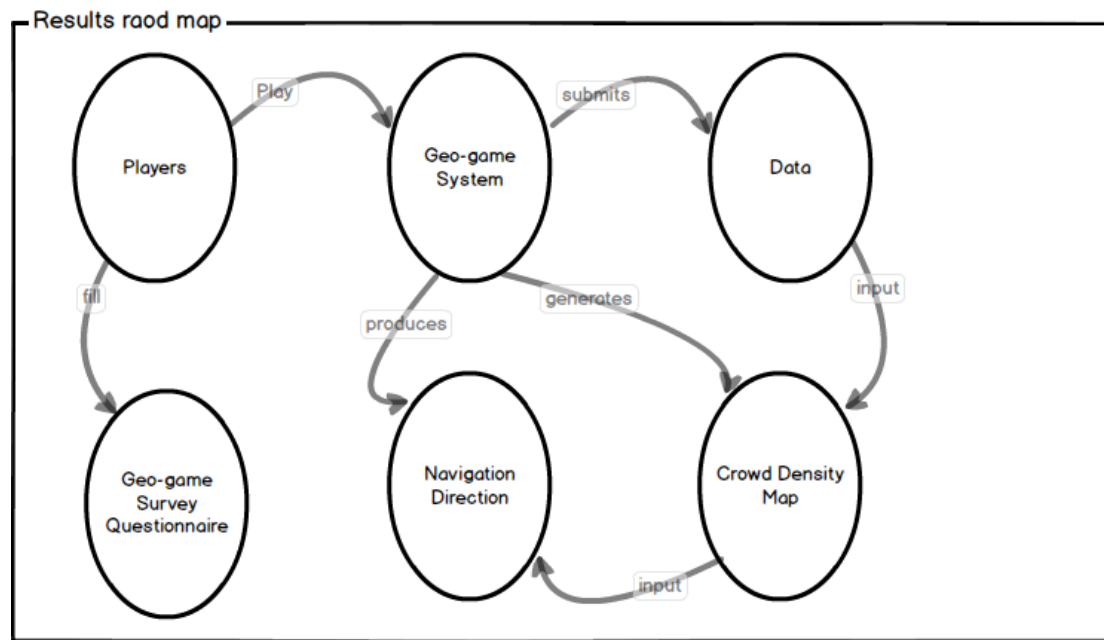 Results raod map
Play
submits
Players
Geo-game
System
Data
fill
produces
generates
input
Geo-game
Survey
Questionnaire
Navigation
Direction
Crowd Density
Map
input